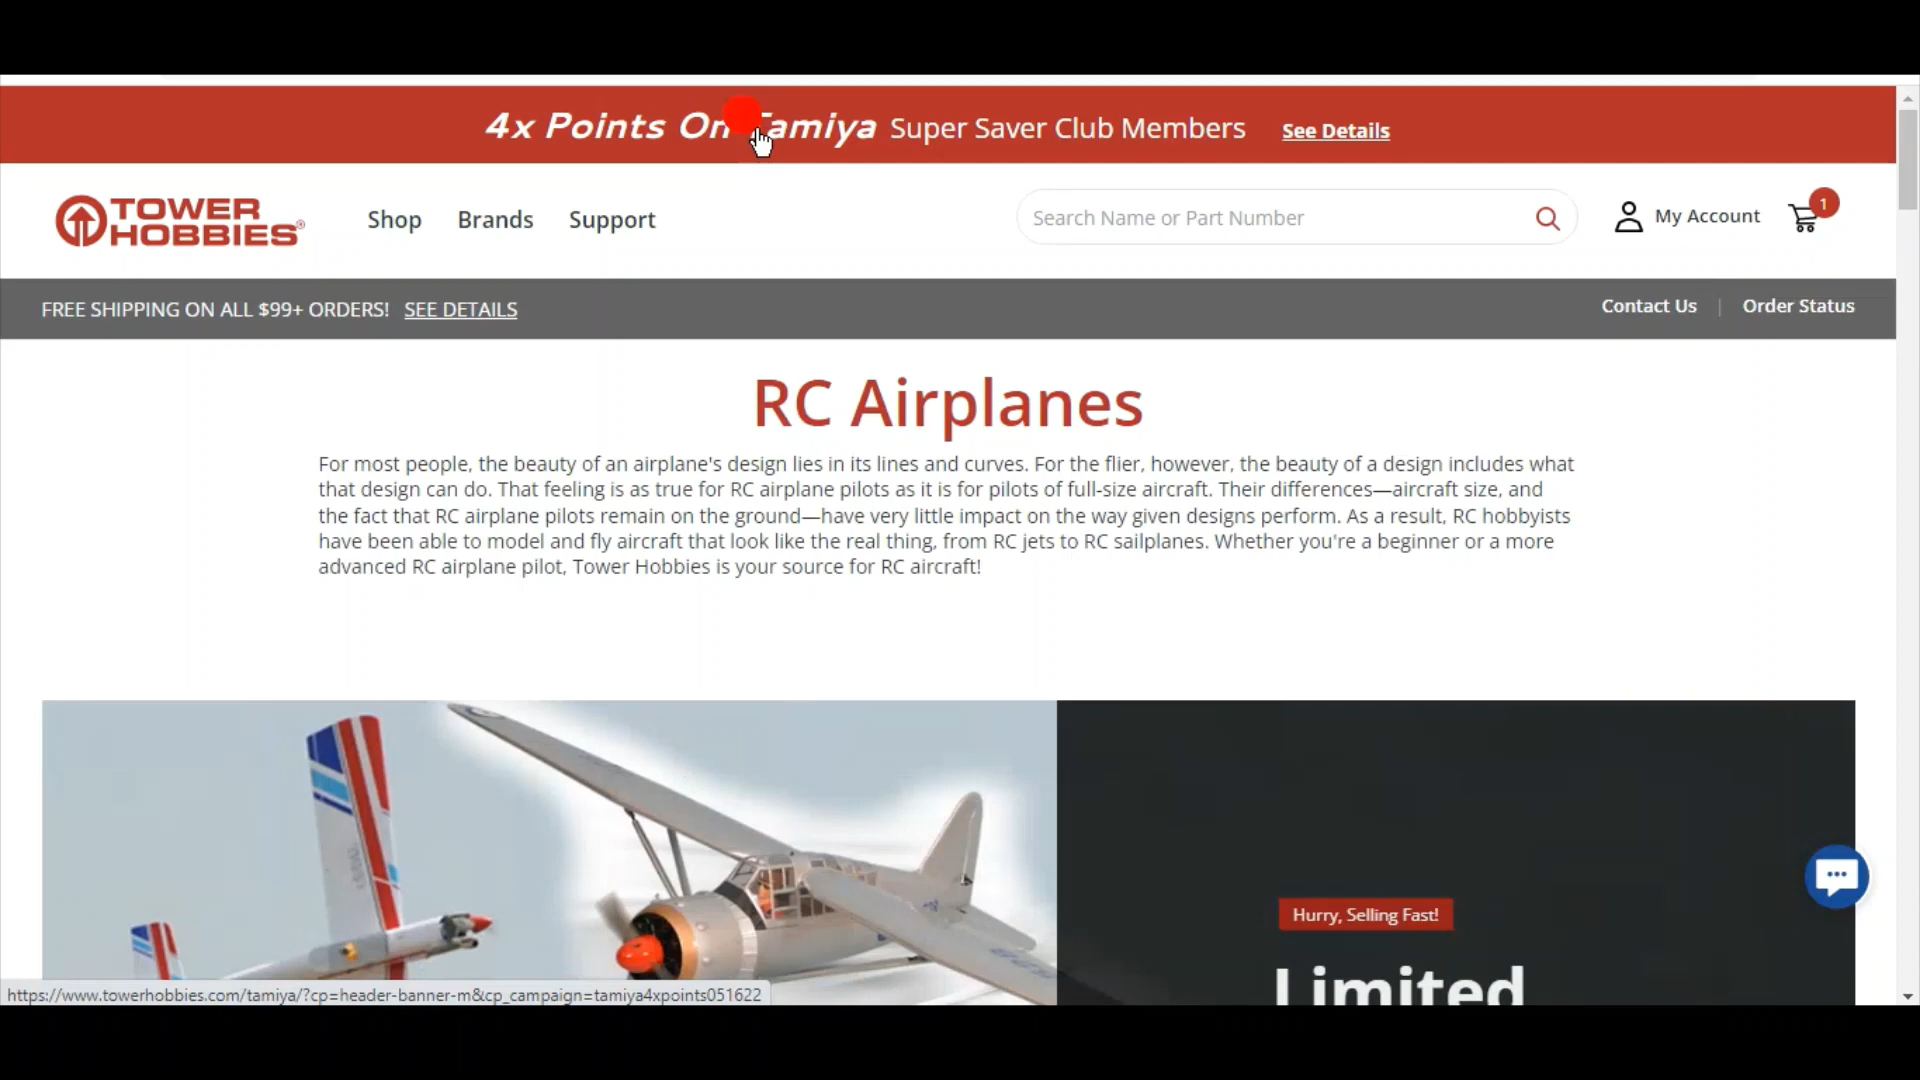 4x Points On Tamiya Super Saver Club Members See Details
TOWER HOBBIES®
Shop Brands Support
Search Name or Part Number
My Account
1
FREE SHIPPING ON ALL $99+ ORDERS! SEE DETAILS
Contact Us | Order Status
RC Airplanes
For most people, the beauty of an airplane's design lies in its lines and curves. For the flier, however, the beauty of a design includes what
that design can do. That feeling is as true for RC airplane pilots as it is for pilots of full-size aircraft. Their differences—aircraft size, and
the fact that RC airplane pilots remain on the ground—have very little impact on the way given designs perform. As a result, RC hobbyists
have been able to model and fly aircraft that look like the real thing, from RC jets to RC sailplanes. Whether you're a beginner or a more
advanced RC airplane pilot, Tower Hobbies is your source for RC aircraft!
Hurry, Selling Fast!
Limited
https://www.towerhobbies.com/tamiya/?cp=header-banner-m&cp_campaign=tamiya4xpoints051622